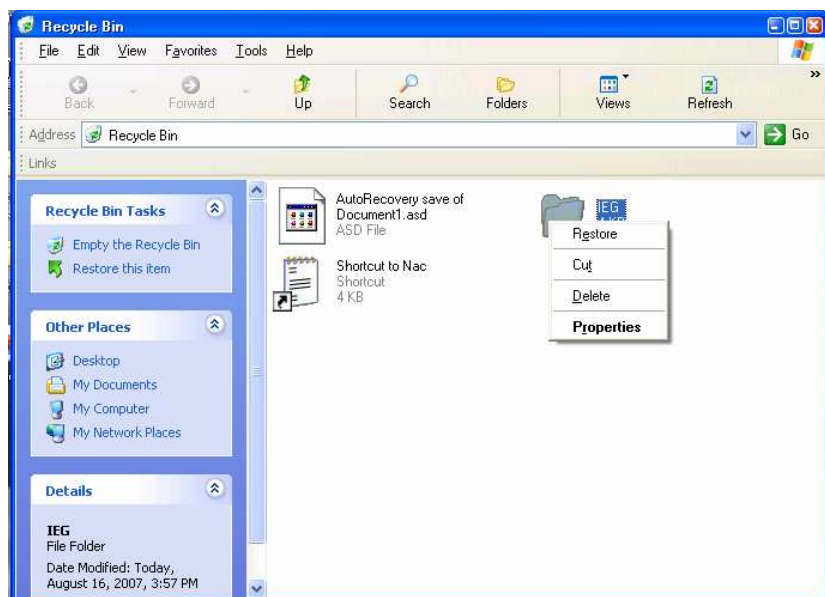 Recycle Bin
File Edit View Favorites Tools Help
Back Forward Up Search Folders Views Refresh »
Address Recycle Bin Go
Links
Recycle Bin Tasks
Empty the Recycle Bin
Restore this item
Other Places
Desktop
My Documents
My Computer
My Network Places
Details
IEG
File Folder
Date Modified: Today,
August 16, 2007, 3:57 PM
AutoRecovery save of
Document1.asd
ASD File
Shortcut to Nac
Shortcut
4 KB
IEG
Restore
Cut
Delete
Properties